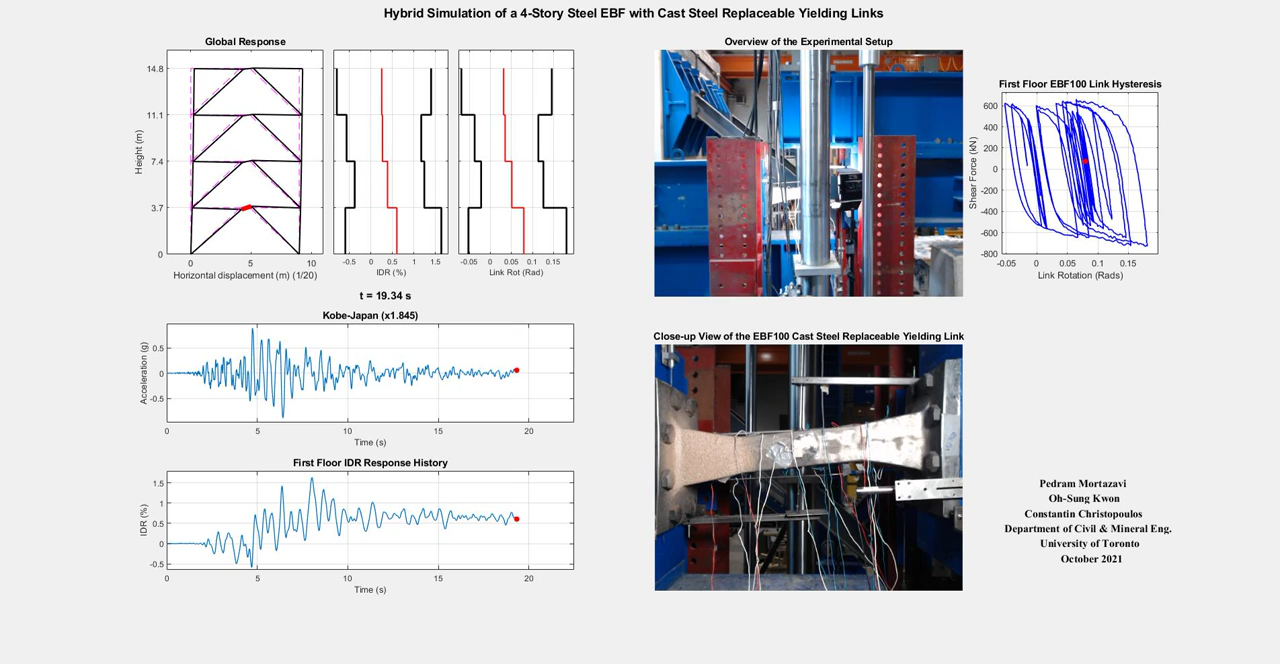 Hybrid Simulation of a 4-Story Steel EBF with Cast Steel Replaceable Yielding Links
Global Response
Height (m)
14.8
11.1
7.4
3.7
0
0
5
10
Horizontal displacement (m) (1/20)
-0.5
0
0.5
1
1.5
IDR (%)
-0.05
0
0.05
0.1
0.15
Link Rot (Rad)
t = 19.34 s
Kobe-Japan (x1.845)
Acceleration (g)
0.5
0
-0.5
0
5
10
15
20
Time (s)
First Floor IDR Response History
IDR (%)
1.5
1
0.5
0
-0.5
0
5
10
15
20
Time (s)
Overview of the Experimental Setup
Close-up View of the EBF100 Cast Steel Replaceable Yielding Link
First Floor EBF100 Link Hysteresis
Shear Force (kN)
600
400
200
0
-200
-400
-600
-800
-0.05
0
0.05
0.1
0.15
Link Rotation (Rads)
Pedram Mortazavi
Oh-Sung Kwon
Constantin Christopoulos
Department of Civil & Mineral Eng.
University of Toronto
October 2021